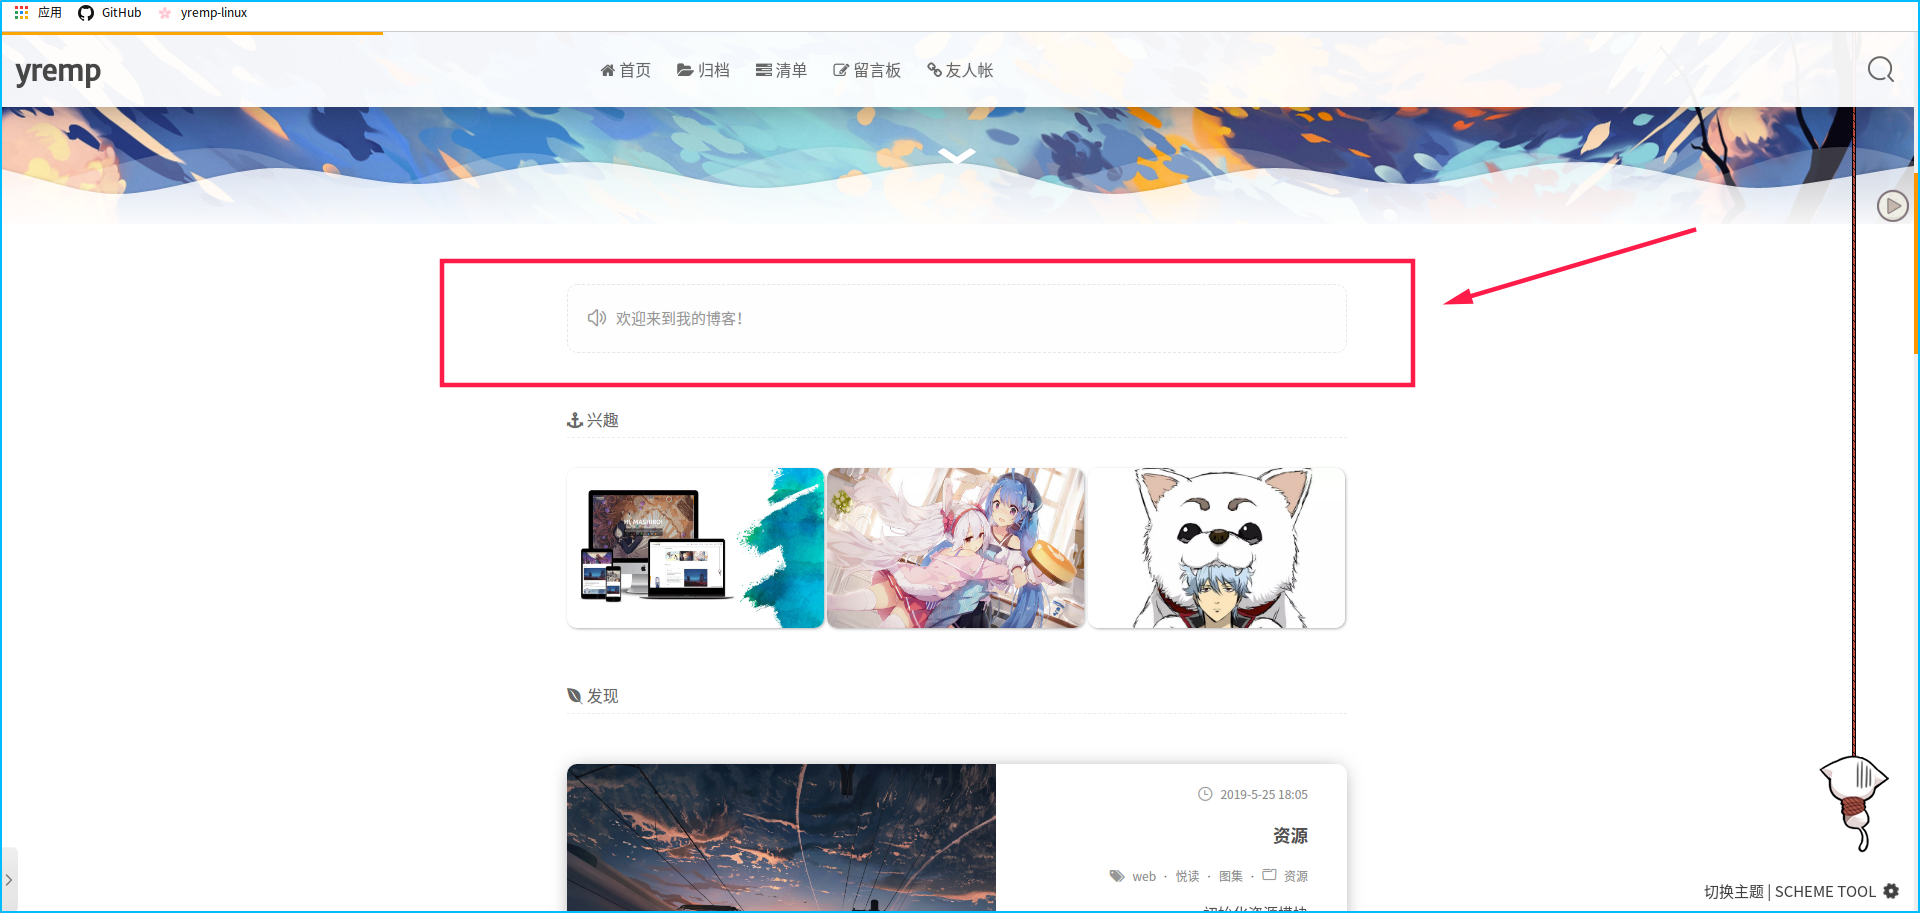 应用 GitHub yremp-linux
yremp 首页 归档 清单 留言板 友人帐
欢迎来到我的博客！
兴趣
发现
2019-5-25 18:05
资源
web · 悦读 · 图集 · 资源
切换主题 | SCHEME TOOL